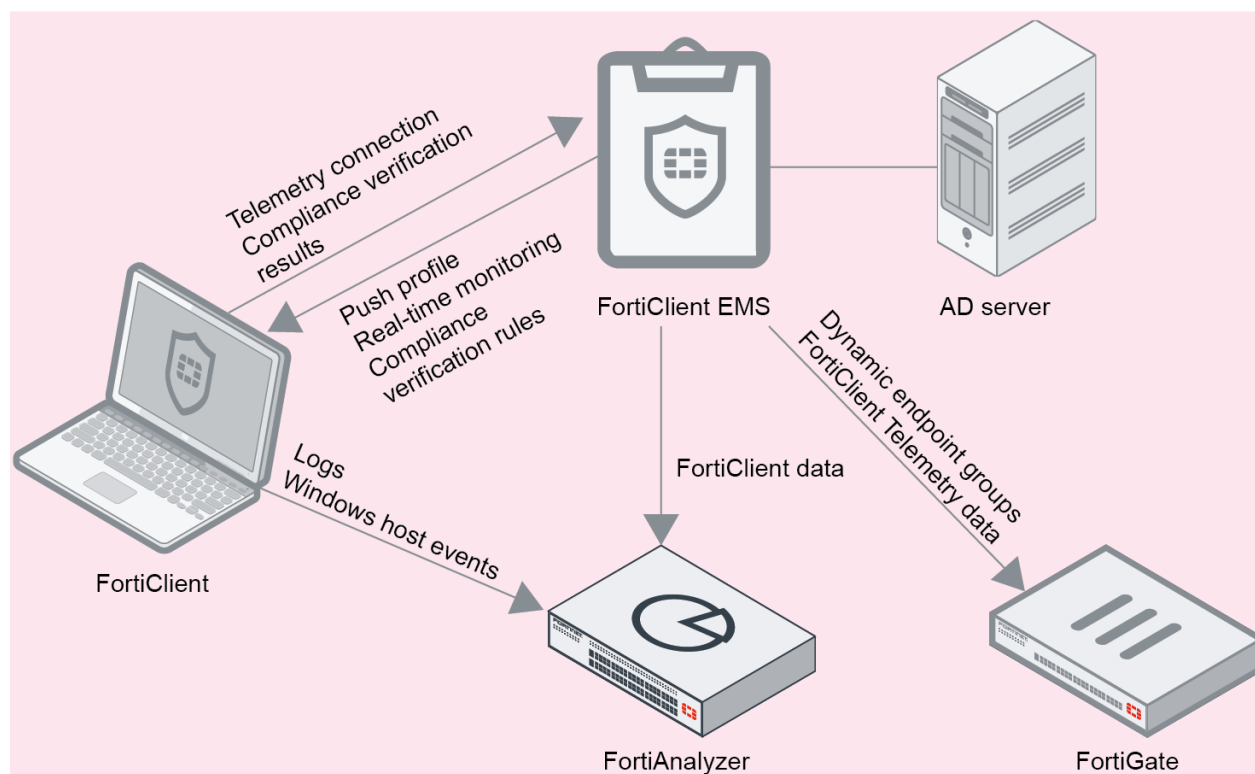 Telemetry connection
Compliance verification
results
Push profile
Real-time monitoring
Compliance
verification rules
FortiClient EMS
AD server
Dynamic endpoint groups
FortiClient Telemetry data
FortiClient data
Logs
Windows host events
FortiClient
FortiAnalyzer
FortiGate